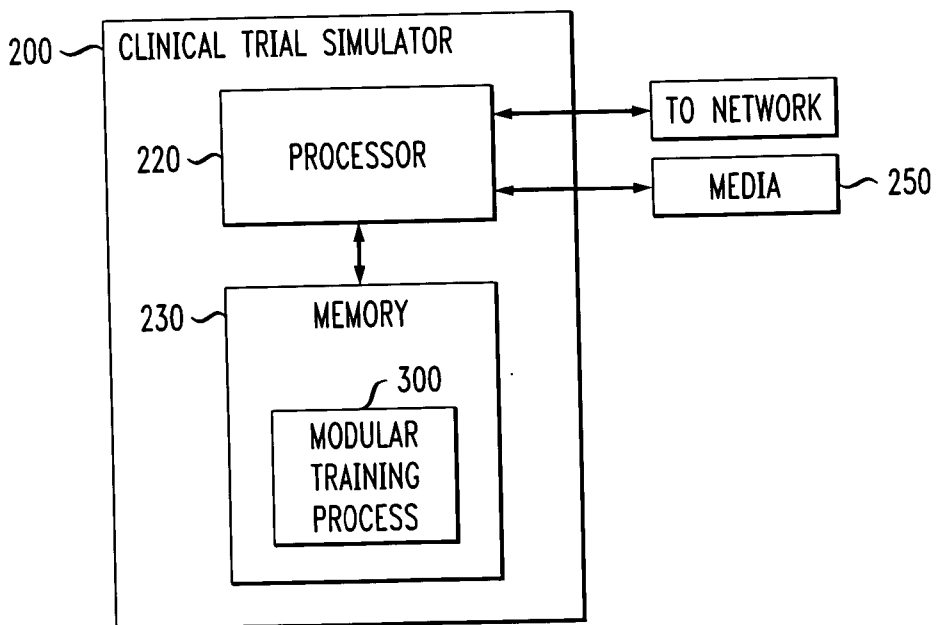 200
CLINICAL TRIAL SIMULATOR
220
PROCESSOR
TO NETWORK
MEDIA
250
230
MEMORY
300
MODULAR
TRAINING
PROCESS